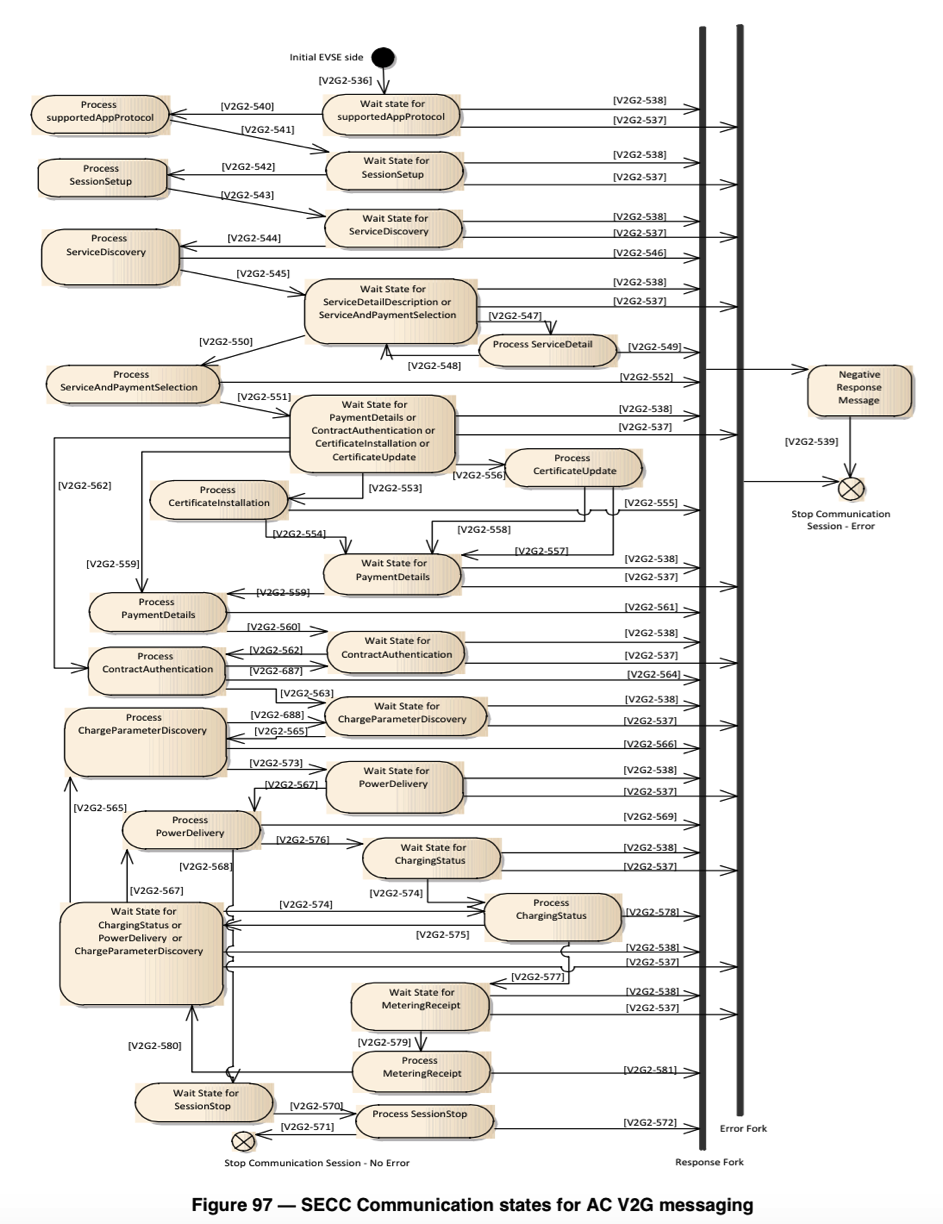 Initial EVSE side
[V2G2-536]
Process
supportedAppProtocol
[V2G2-540]
Wait state for
supportedAppProtocol
[V2G2-538]
[V2G2-537]
[V2G2-541]
Process
SessionSetup
[V2G2-542]
Wait State for
SessionSetup
[V2G2-538]
[V2G2-537]
[V2G2-543]
Wait State for
ServiceDiscovery
[V2G2-538]
[V2G2-537]
Process
ServiceDiscovery
[V2G2-544]
[V2G2-546]
[V2G2-545]
Wait State for
ServiceDetailDescription or
ServiceAndPaymentSelection
[V2G2-538]
[V2G2-537]
[V2G2-547]
Process ServiceDetail
[V2G2-549]
[V2G2-550]
[V2G2-548]
Process
ServiceAndPaymentSelection
[V2G2-552]
Negative
Response
Message
[V2G2-551]
Wait State for
PaymentDetails or
ContractAuthentication or
CertificateInstallation or
CertificateUpdate
[V2G2-538]
[V2G2-537]
[V2G2-539]
[V2G2-562]
[V2G2-556]
Process
CertificateUpdate
[V2G2-553]
Process
CertificateInstallation
[V2G2-555]
Stop Communication
Session - Error
[V2G2-554]
[V2G2-558]
[V2G2-557]
[V2G2-559]
Wait State for
PaymentDetails
[V2G2-538]
[V2G2-537]
[V2G2-559]
Process
PaymentDetails
[V2G2-561]
[V2G2-560]
Wait State for
ContractAuthentication
[V2G2-538]
[V2G2-537]
Process
ContractAuthentication
[V2G2-562]
[V2G2-687]
[V2G2-564]
[V2G2-563]
Wait State for
ChargeParameterDiscovery
[V2G2-538]
[V2G2-537]
Process
ChargeParameterDiscovery
[V2G2-688]
[V2G2-565]
[V2G2-566]
[V2G2-573]
Wait State for
PowerDelivery
[V2G2-538]
[V2G2-537]
[V2G2-567]
[V2G2-565]
Process
PowerDelivery
[V2G2-569]
[V2G2-576]
Wait State for
ChargingStatus
[V2G2-538]
[V2G2-537]
[V2G2-568]
[V2G2-567]
[V2G2-574]
Wait State for
ChargingStatus or
PowerDelivery or
ChargeParameterDiscovery
[V2G2-574]
Process
ChargingStatus
[V2G2-578]
[V2G2-575]
[V2G2-538]
[V2G2-537]
[V2G2-577]
Wait State for
MeteringReceipt
[V2G2-538]
[V2G2-537]
[V2G2-580]
[V2G2-579]
Process
MeteringReceipt
[V2G2-581]
Wait State for
SessionStop
[V2G2-570]
Process SessionStop
[V2G2-572]
[V2G2-571]
Error Fork
Stop Communication Session - No Error
Response Fork
Figure 97 — SECC Communication states for AC V2G messaging